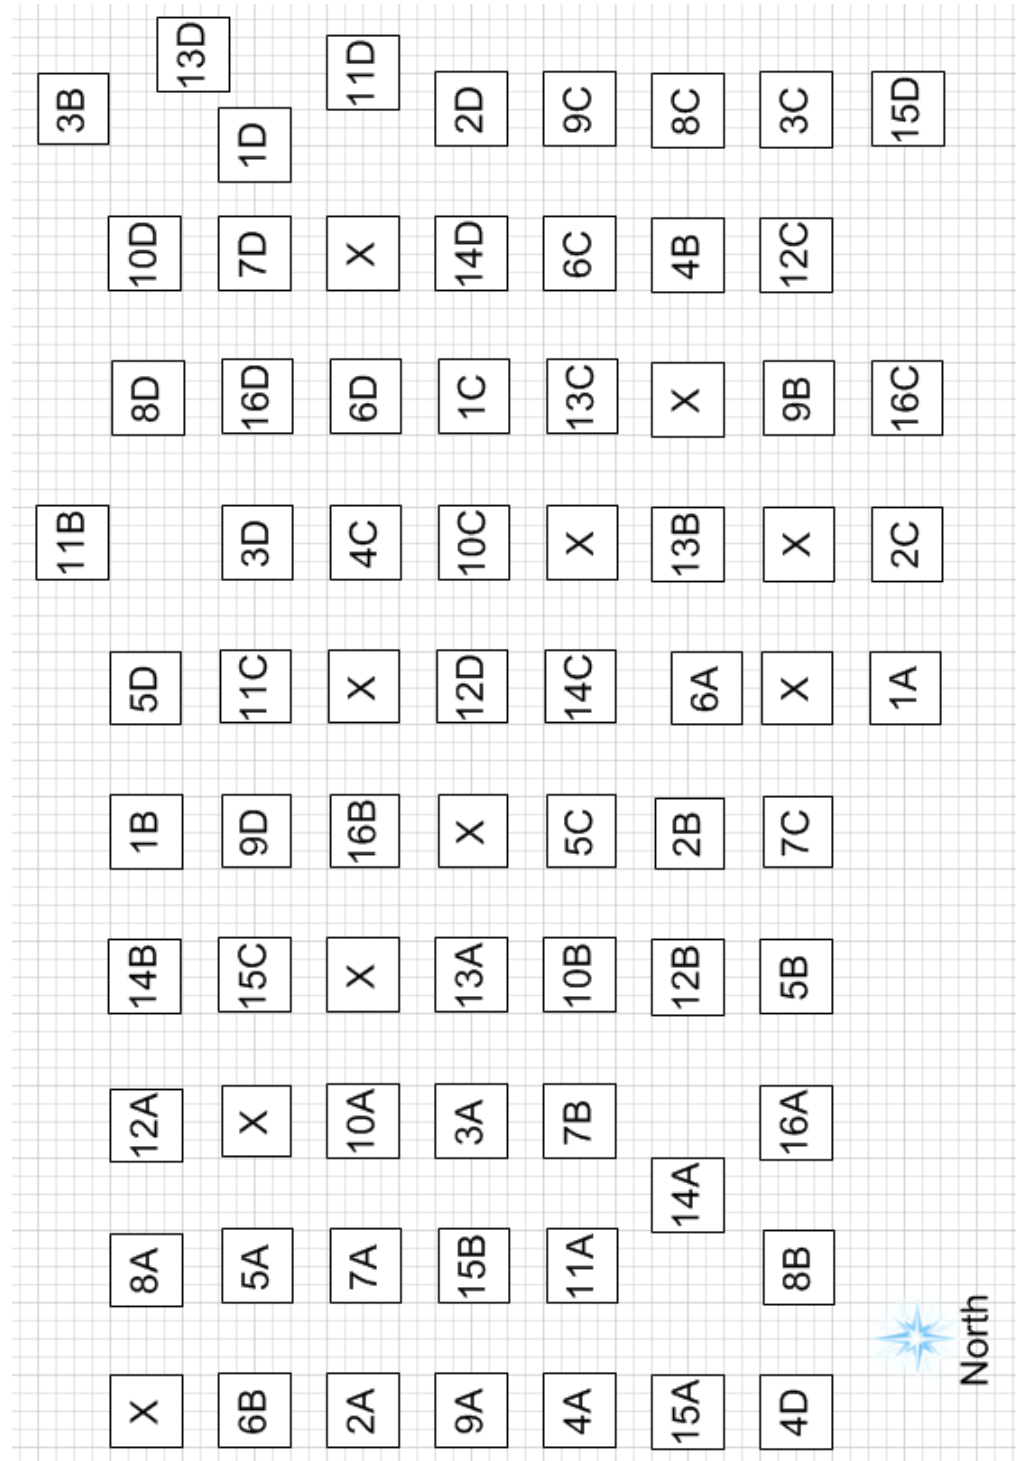 11B 3B
X 8A 12A 14B 1B 5D 8D 10D 13D
6B 5A X 15C 9D 11C 3D 16D 7D 1D
2A 7A 10A X 16B X 4C 6D X 11D
9A 15B 3A 13A X 12D 10C 1C 14D 2D
4A 11A 7B 10B 5C 14C X 13C 6C 9C
15A 14A 12B 2B 6A 13B X 4B 8C
4D 8B 16A 5B 7C X X 9B 12C 3C
1A 2C 16C 15D
North